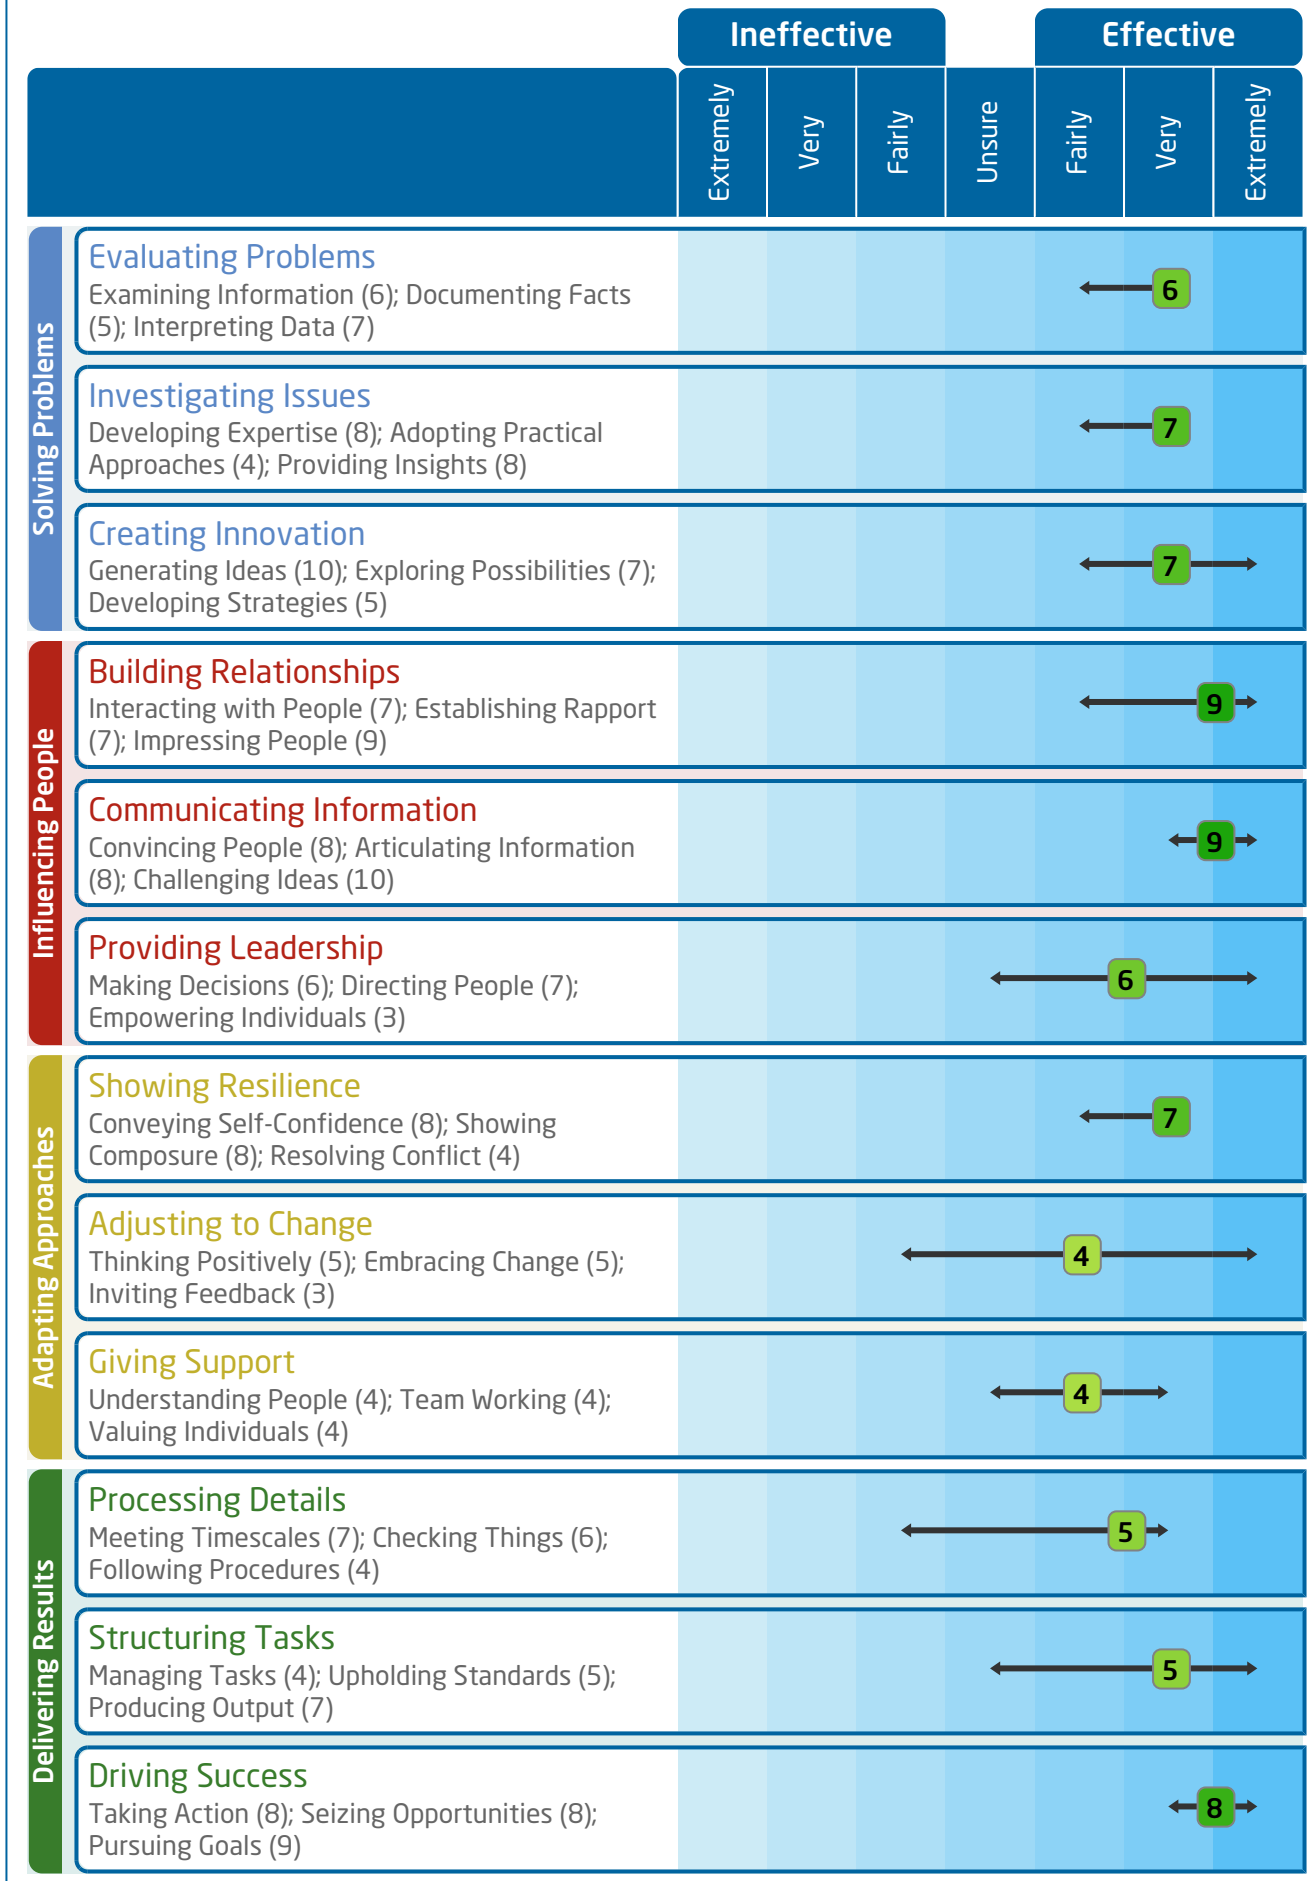 Ineffective
Effective
Extremely
Very
Fairly
Unsure
Fairly
Very
Extremely
Solving Problems
Evaluating Problems
Examining Information (6); Documenting Facts
(5); Interpreting Data (7)
6
Investigating Issues
Developing Expertise (8); Adopting Practical
Approaches (4); Providing Insights (8)
7
Creating Innovation
Generating Ideas (10); Exploring Possibilities (7);
Developing Strategies (5)
7
Influencing People
Building Relationships
Interacting with People (7); Establishing Rapport
(7); Impressing People (9)
9
Communicating Information
Convincing People (8); Articulating Information
(8); Challenging Ideas (10)
9
Providing Leadership
Making Decisions (6); Directing People (7);
Empowering Individuals (3)
6
Adapting Approaches
Showing Resilience
Conveying Self-Confidence (8); Showing
Composure (8); Resolving Conflict (4)
7
Adjusting to Change
Thinking Positively (5); Embracing Change (5);
Inviting Feedback (3)
4
Giving Support
Understanding People (4); Team Working (4);
Valuing Individuals (4)
4
Delivering Results
Processing Details
Meeting Timescales (7); Checking Things (6);
Following Procedures (4)
5
Structuring Tasks
Managing Tasks (4); Upholding Standards (5);
Producing Output (7)
5
Driving Success
Taking Action (8); Seizing Opportunities (8);
Pursuing Goals (9)
8